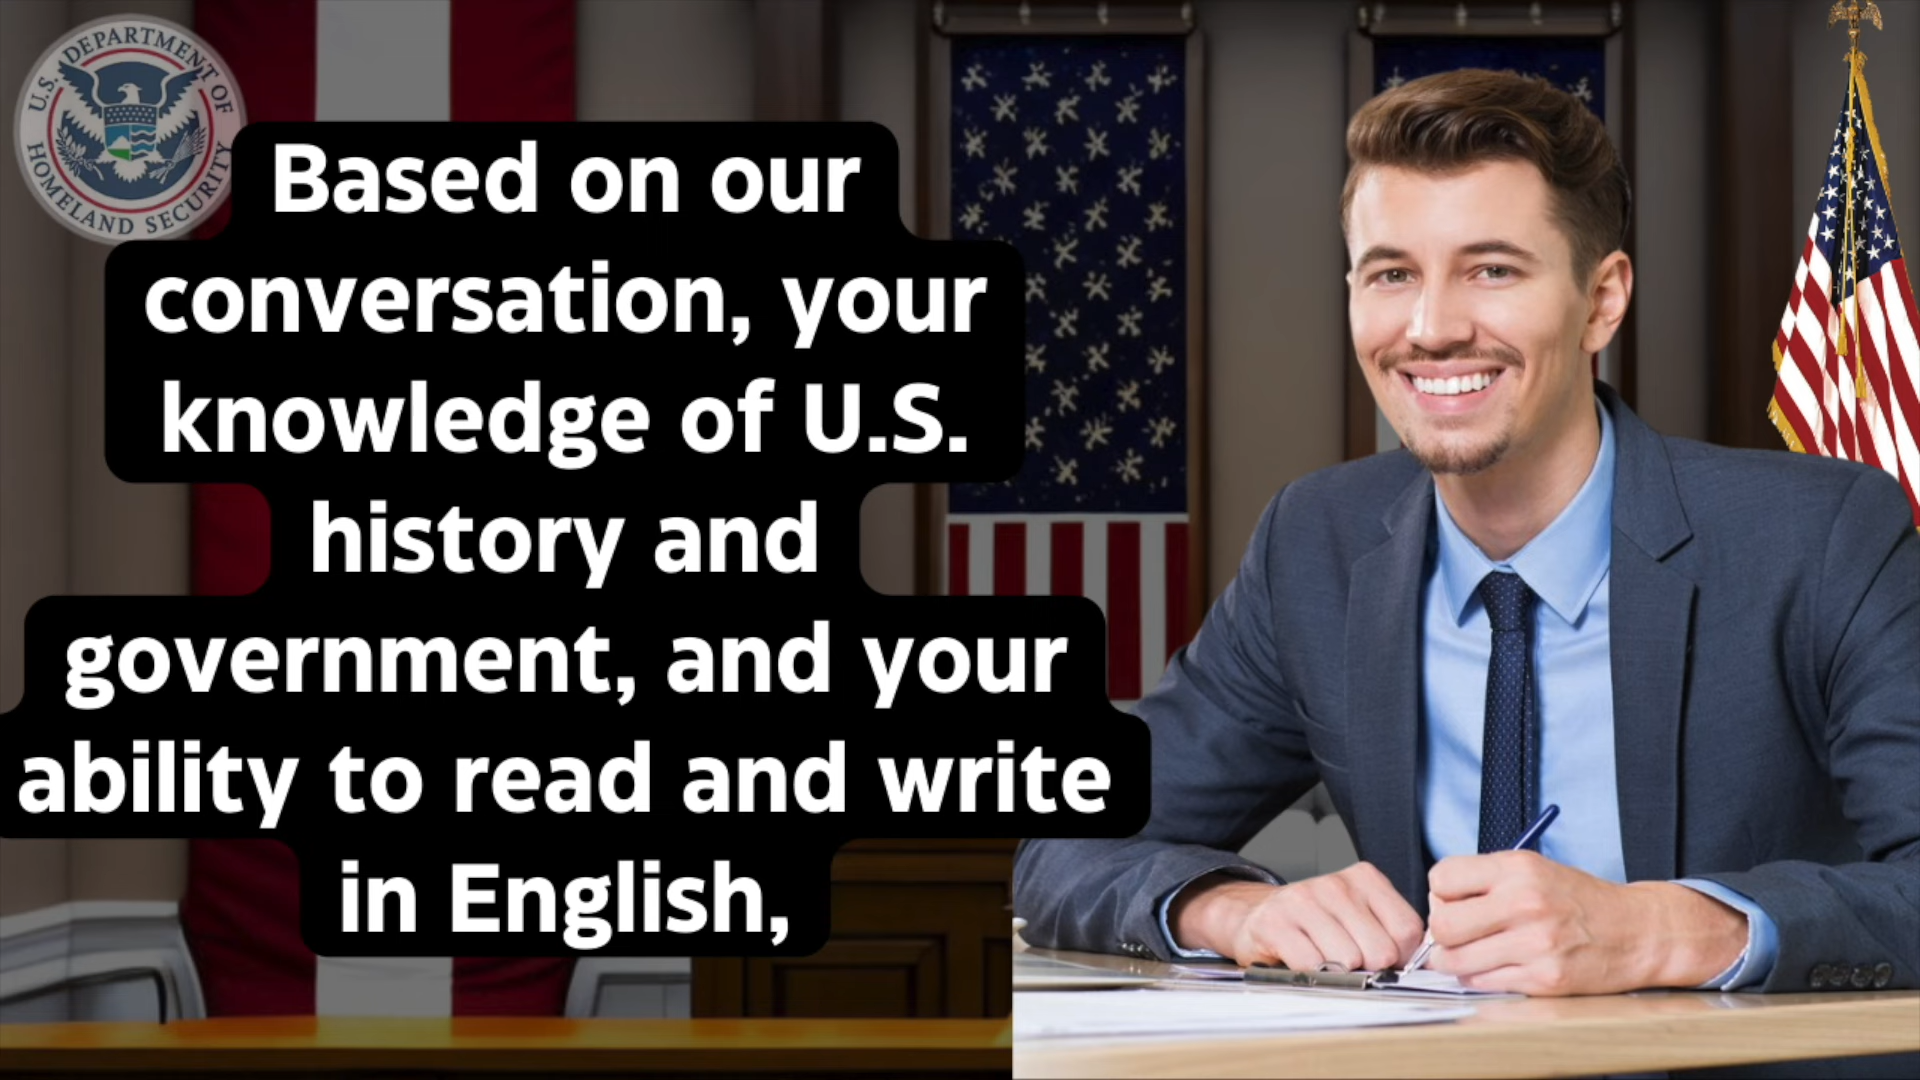 U.S. DEPARTMENT OF
HOMELAND SECURITY
Based on our
conversation, your
knowledge of U.S.
history and
government, and your
ability to read and write
in English,